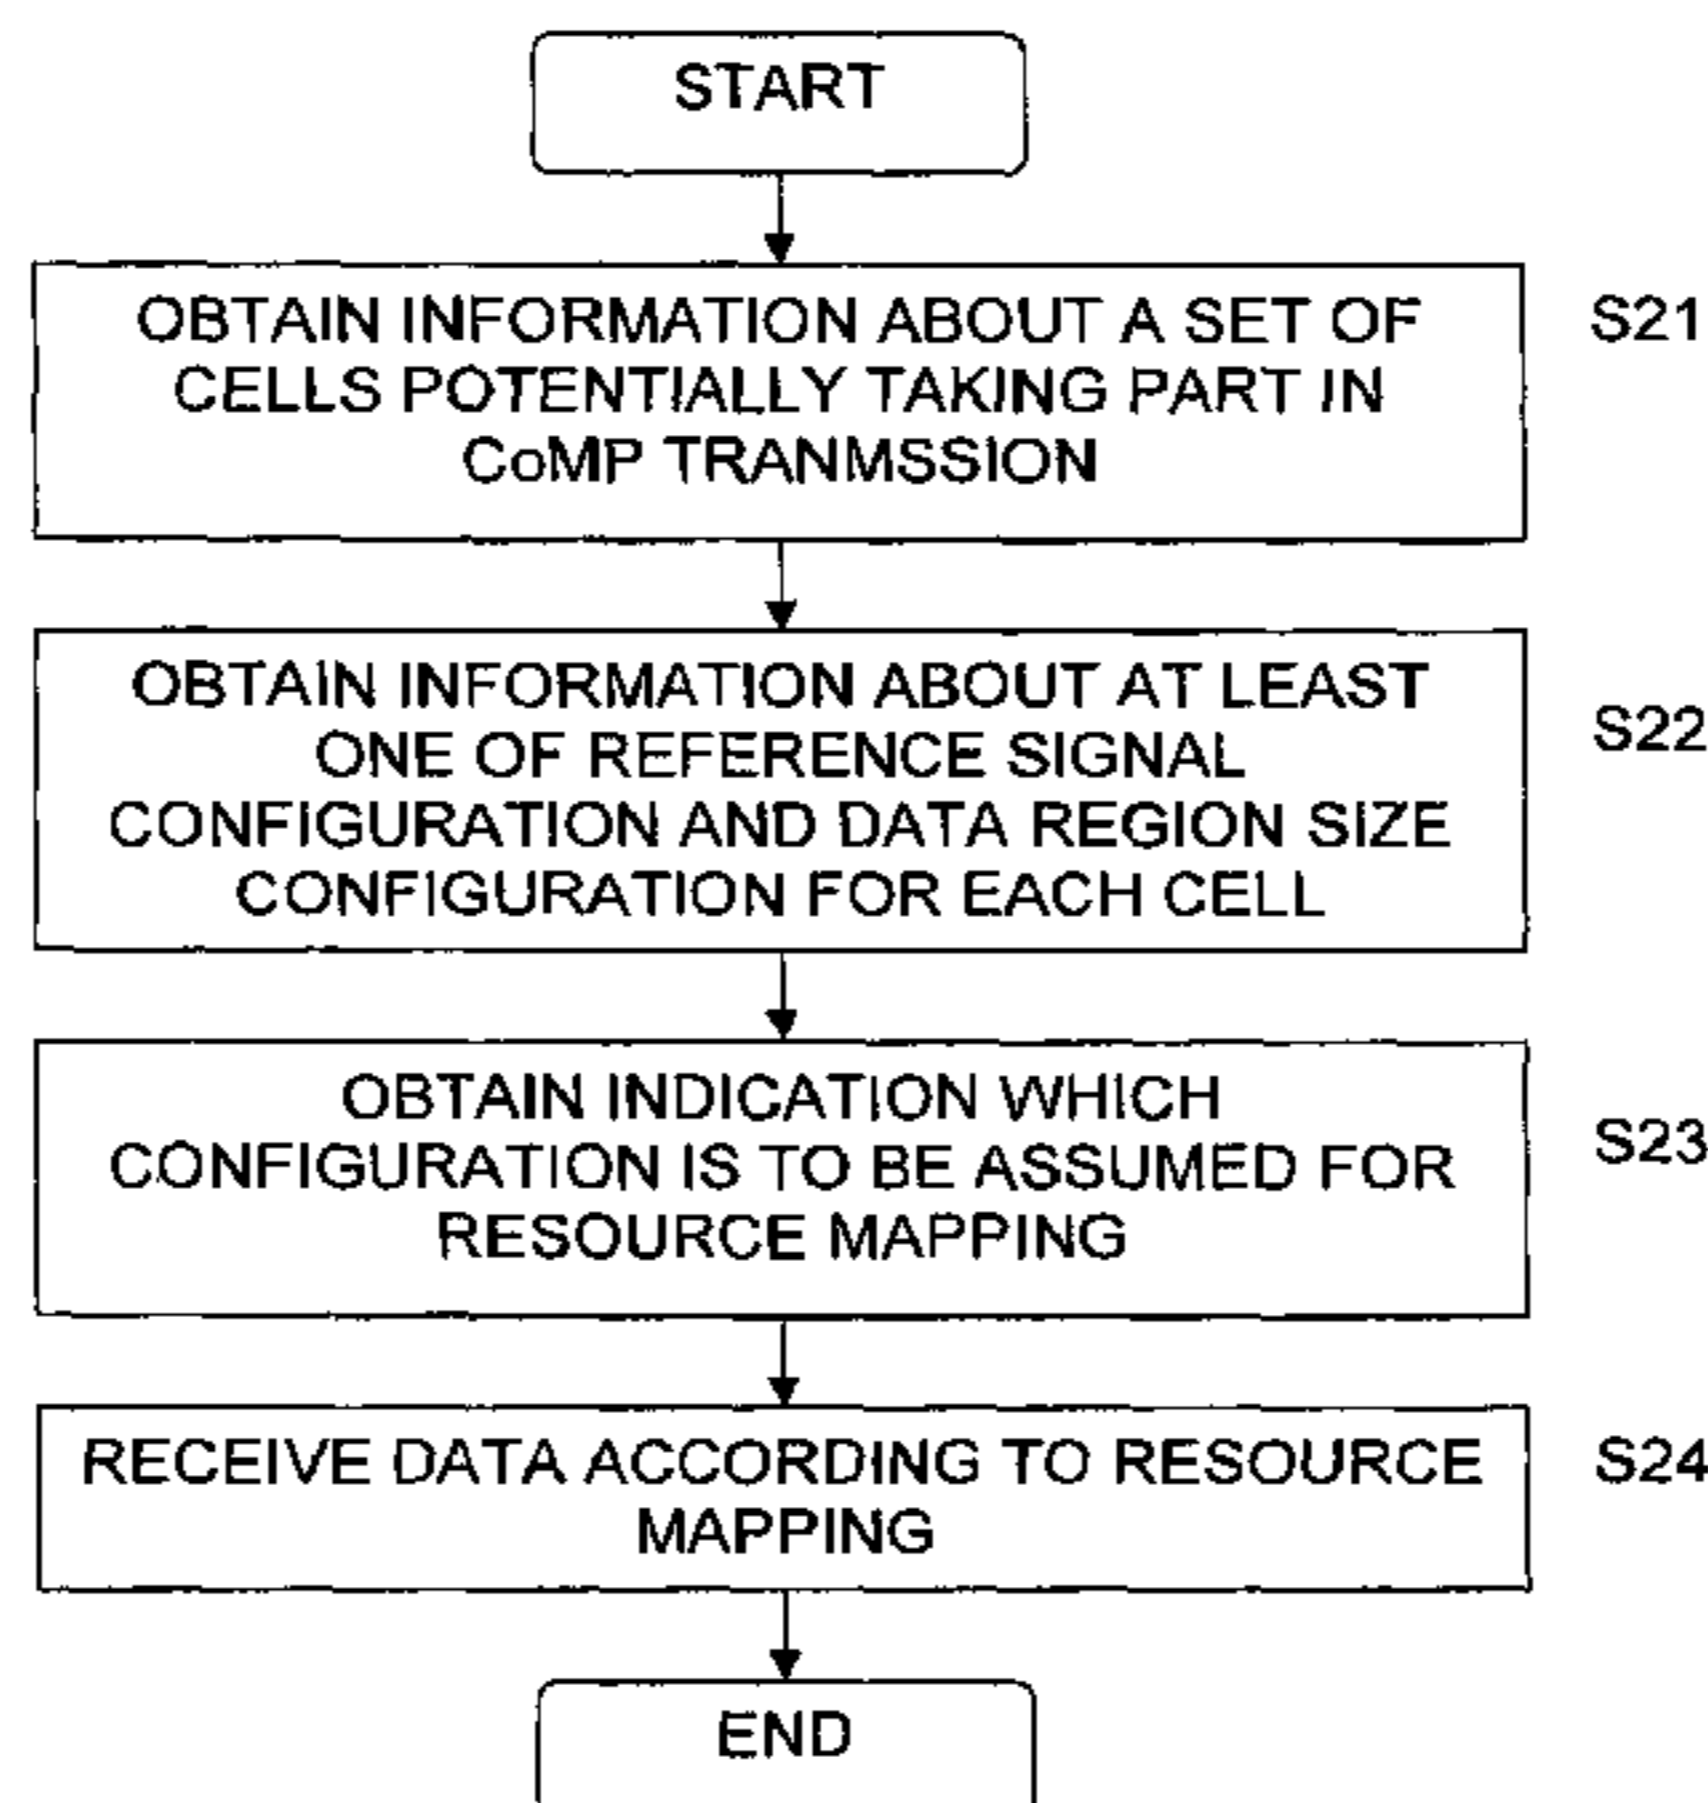 START
OBTAIN INFORMATION ABOUT A SET OF
CELLS POTENTIALLY TAKING PART IN
CoMP TRANMSSION
S21
OBTAIN INFORMATION ABOUT AT LEAST
ONE OF REFERENCE SIGNAL
CONFIGURATION AND DATA REGION SIZE
CONFIGURATION FOR EACH CELL
S22
OBTAIN INDICATION WHICH
CONFIGURATION IS TO BE ASSUMED FOR
RESOURCE MAPPING
S23
RECEIVE DATA ACCORDING TO RESOURCE
MAPPING
S24
END